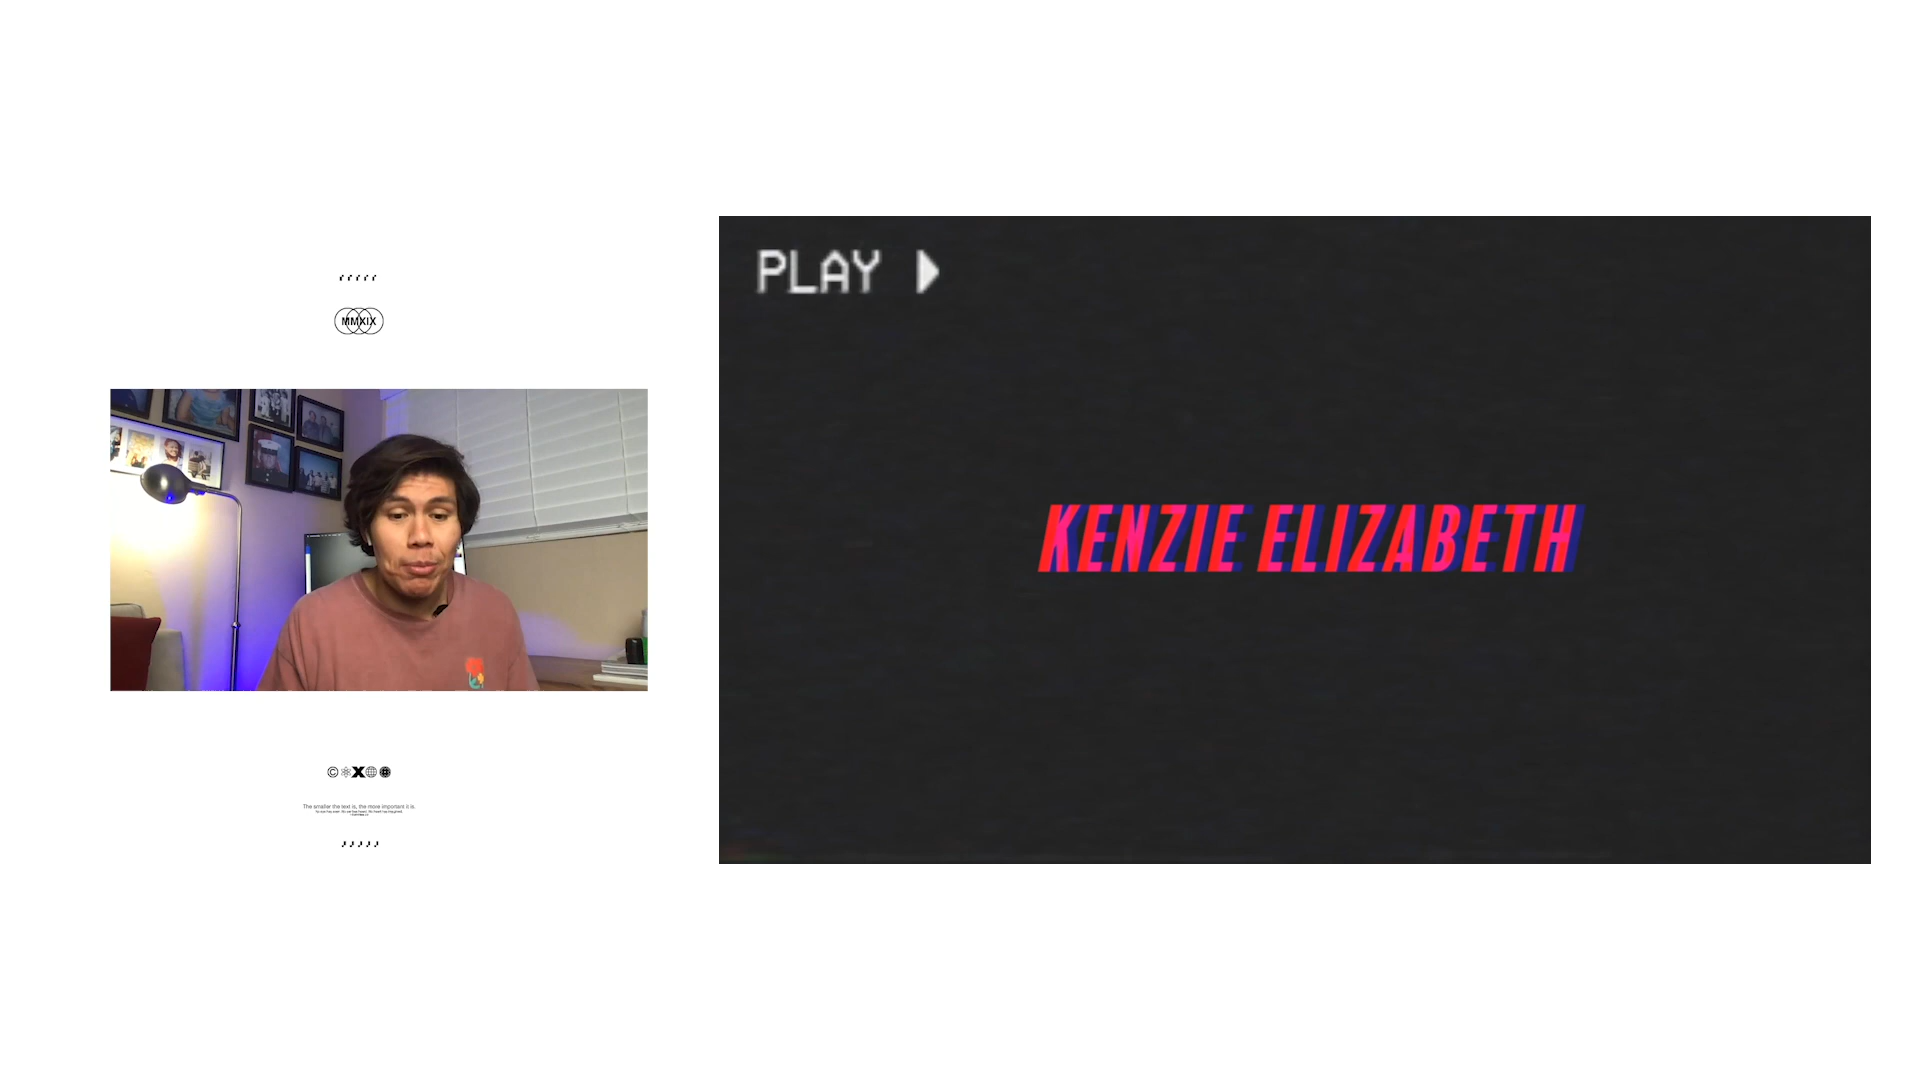 MMXIX
The smaller the text is, the more important it is.
PLAY
KENZIE ELIZABETH